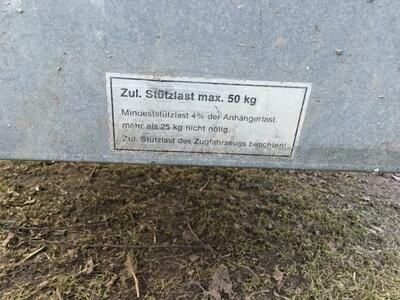 Zul. Stützlast max. 50 kg
Mindeststützlast 4% der Anhängerlast
mehr als 25 kg nicht nötig.
Zul. Stützlast des Zugfahrzeugs beachten!